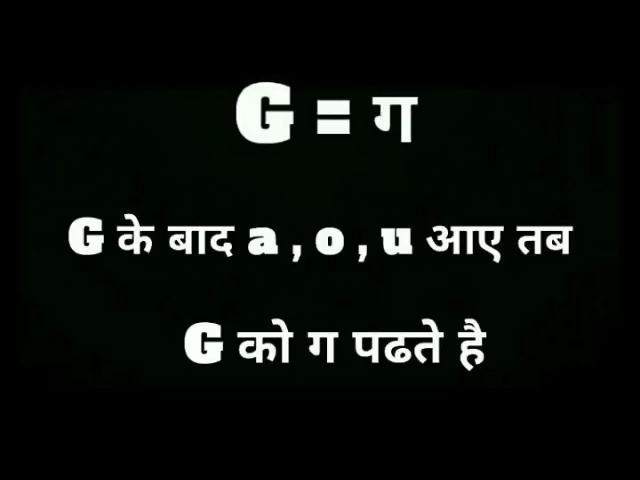 G = ग
G के बाद a , o , u आए तब
G को ग पढते है